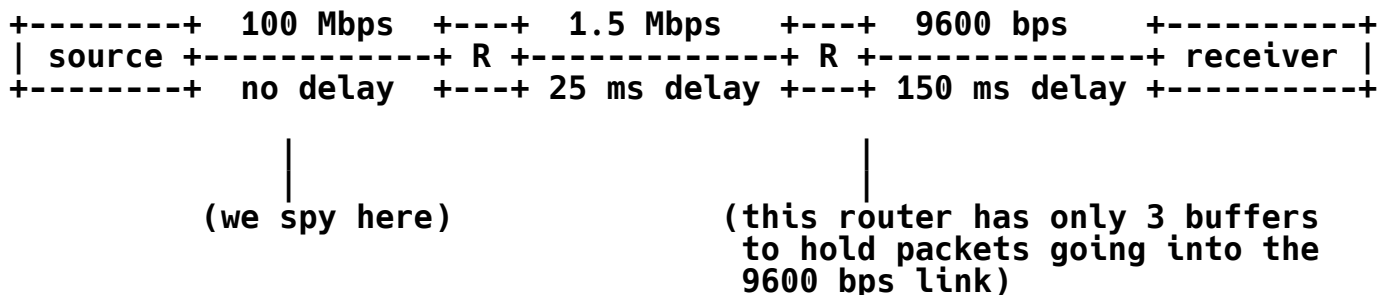 +--------+  100 Mbps  +---+  1.5 Mbps   +---+  9600 bps   +----------+
| source +------------+ R +-------------+ R +-------------+ receiver |
+--------+  no delay  +---+ 25 ms delay +---+ 150 ms delay +----------+
|                             |
|                             |
(we spy here)              (this router has only 3 buffers
to hold packets going into the
9600 bps link)